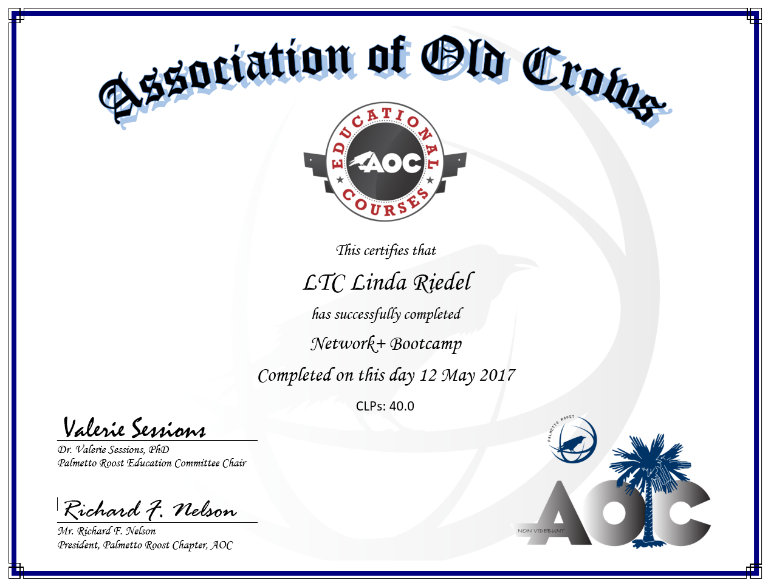 Association of Old Crows
EDUCATIONAL
AOC
COURSES
This certifies that
LTC Linda Riedel
has successfully completed
Network+ Bootcamp
Completed on this day 12 May 2017
CLPs: 40.0
Valerie Sessions
Dr. Valerie Sessions, PhD
Palmetto Roost Education Committee Chair
Richard F. Nelson
Mr. Richard F. Nelson
President, Palmetto Roost Chapter, AOC
PALMETTO ROOST
AOC
NON VIDEBUNT